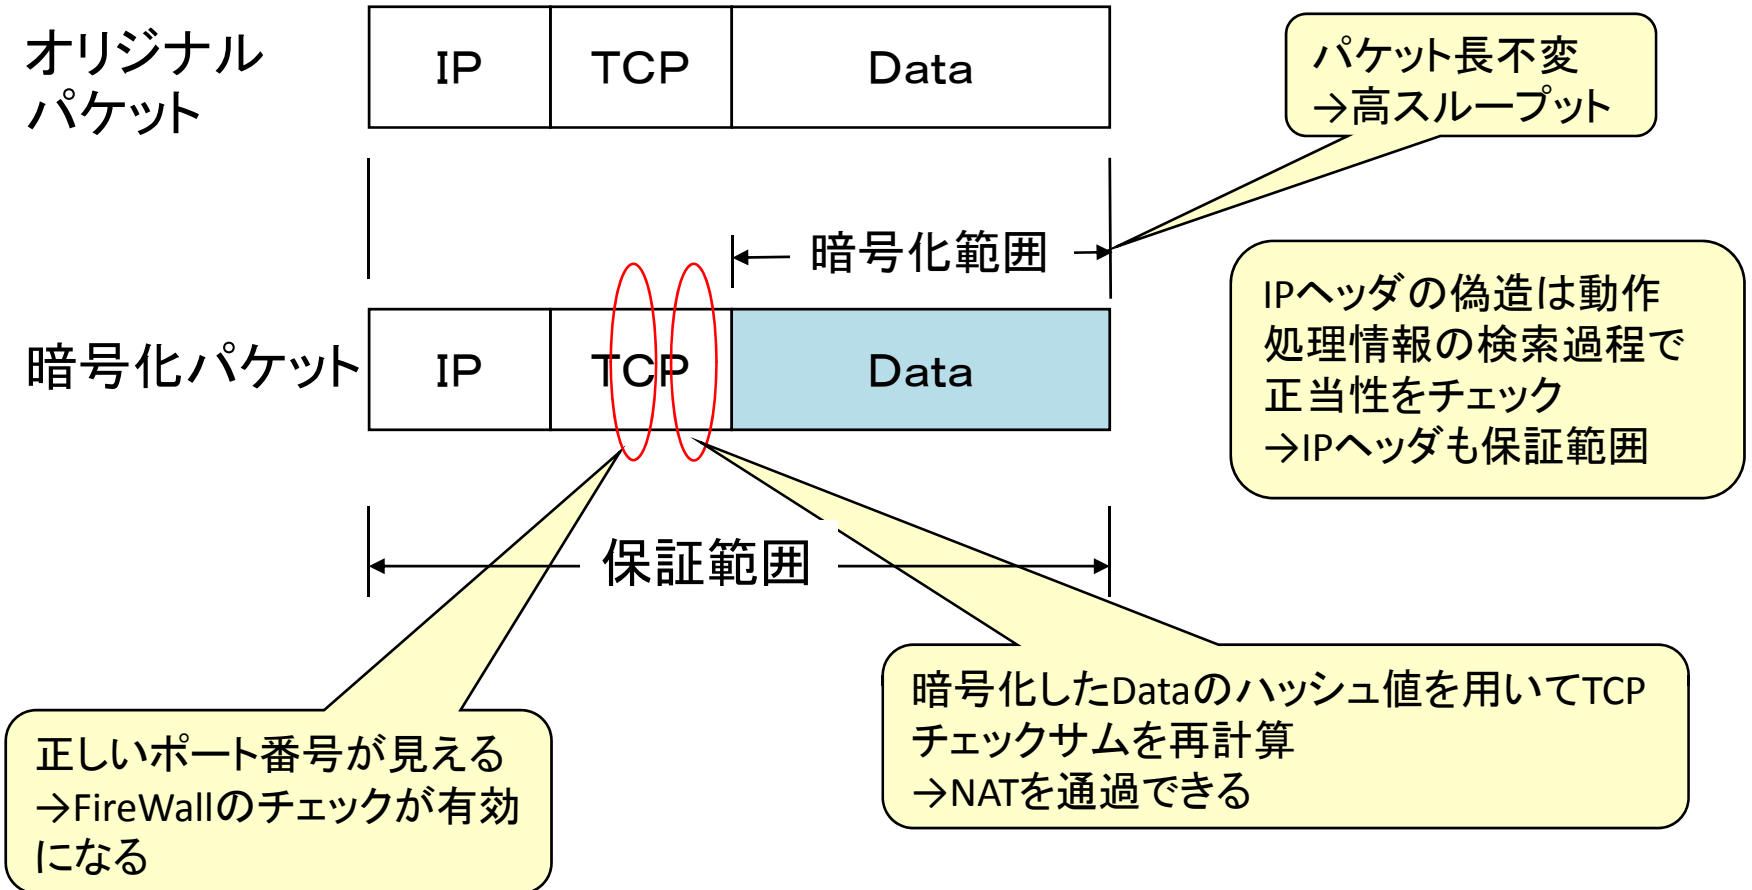 オリジナル
パケット
IP
TCP
Data
パケット長不変
→高スループット
暗号化範囲
IPヘッダの偽造は動作
処理情報の検索過程で
正当性をチェック
→IPヘッダも保証範囲
暗号化パケット
IP
TCP
Data
保証範囲
暗号化したDataのハッシュ値を用いてTCP
チェックサムを再計算
→NATを通過できる
正しいポート番号が見える
→FireWallのチェックが有効
になる